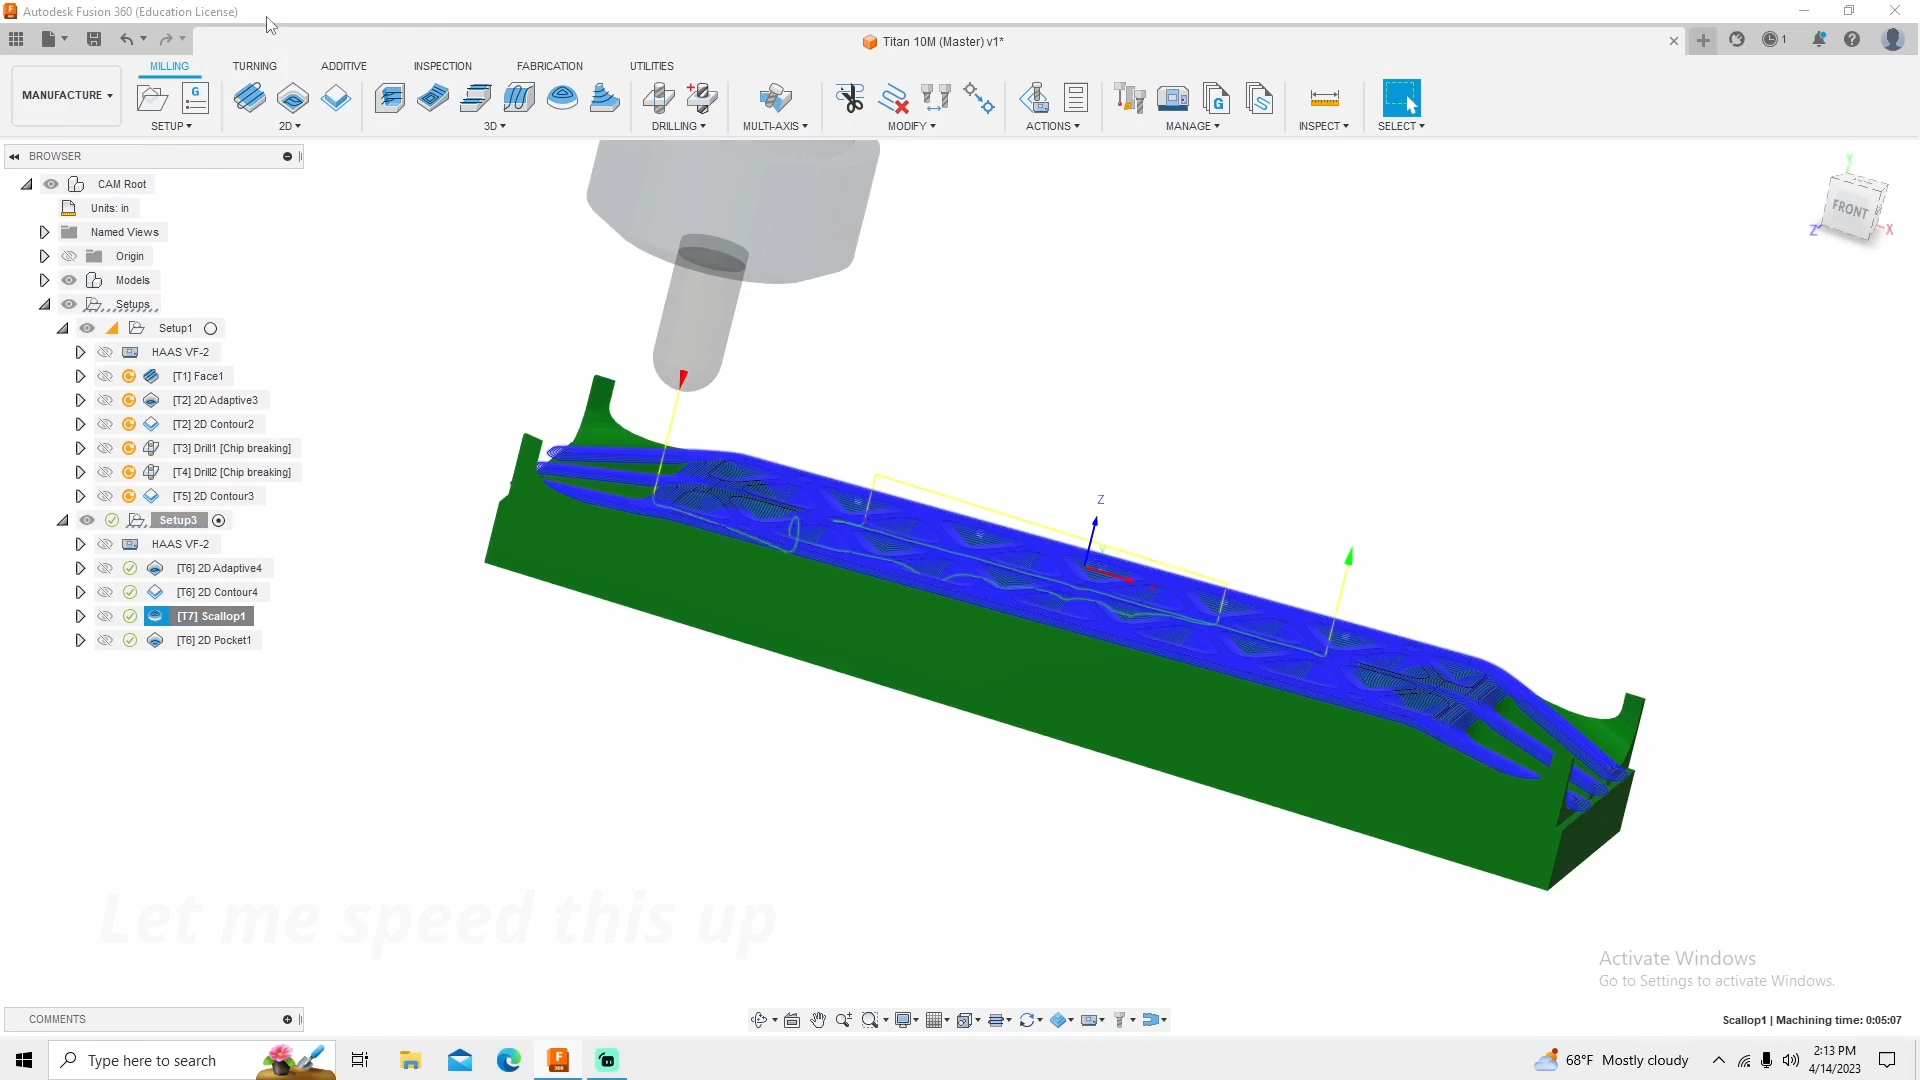 Autodesk Fusion 360 (Education License)
Titan 10M (Master) v1*
1
MILLING TURNING ADDITIVE INSPECTION FABRICATION UTILITIES
MANUFACTURE
G
G
SETUP 2D 3D DRILLING MULTI-AXIS MODIFY ACTIONS MANAGE INSPECT SELECT
BROWSER
CAM Root
Units: in
Named Views
Origin
Models
Setups
Setup1
HAAS VF-2
[T1] Face1
[T2] 2D Adaptive3
[T2] 2D Contour2
[T3] Drill1 [Chip breaking]
[T4] Drill2 [Chip breaking]
[T5] 2D Contour3
Setup3
HAAS VF-2
[T6] 2D Adaptive4
[T6] 2D Contour4
[T7] Scallop1
[T6] 2D Pocket1
Y
FRONT
Z
X
Z
Let me speed this up
Activate Windows
Go to Settings to activate Windows.
COMMENTS
Scallop1 | Machining time: 0:05:07
Type here to search
F
360
68°F Mostly cloudy
2:13 PM
4/14/2023